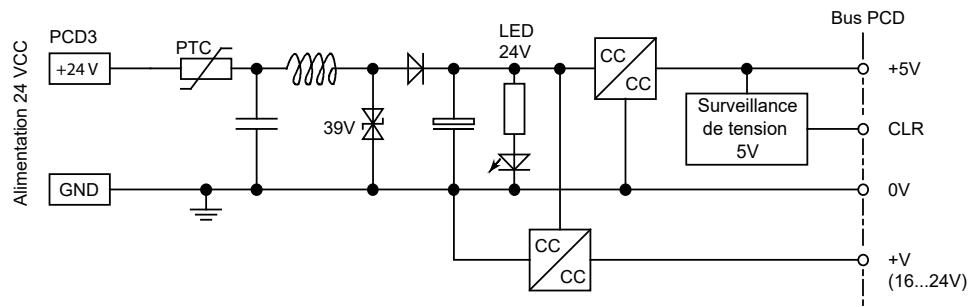 Bus PCD
Alimentation 24 VCC
PCD3
+24 V
PTC
39V
LED
24V
CC
CC
+5V
Surveillance
de tension
5V
CLR
GND
0V
CC
CC
+V
(16...24V)